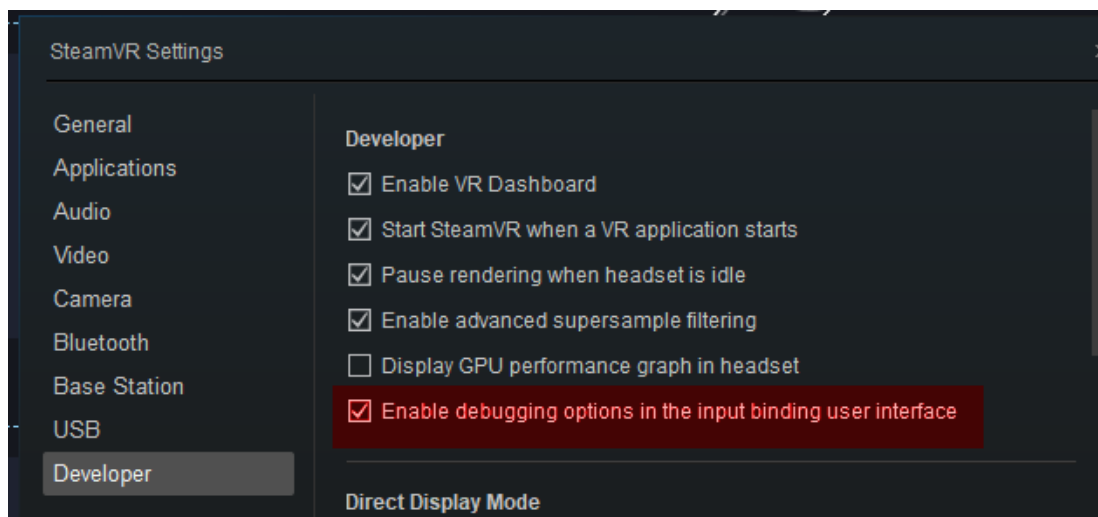 SteamVR Settings
General
Applications
Audio
Video
Camera
Bluetooth
Base Station
USB
Developer
Developer
Enable VR Dashboard
Start SteamVR when a VR application starts
Pause rendering when headset is idle
Enable advanced supersample filtering
Display GPU performance graph in headset
Enable debugging options in the input binding user interface
Direct Display Mode